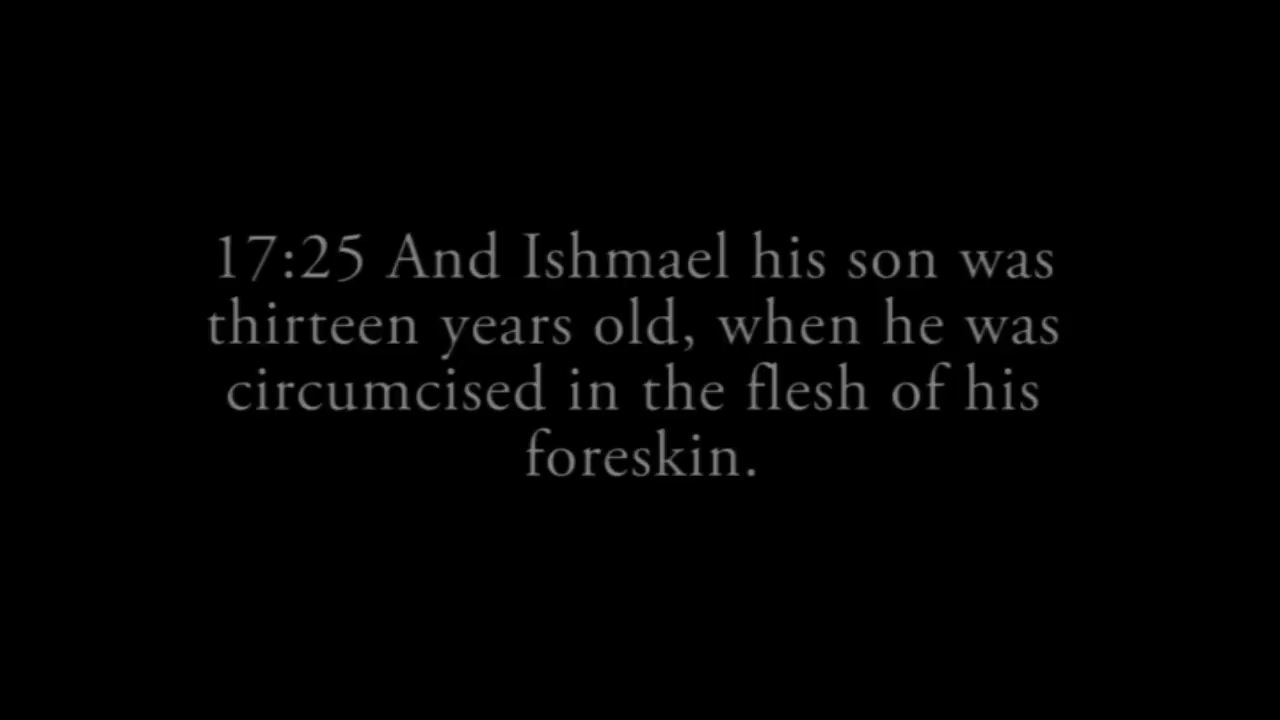 17:25 And Ishmael his son was
thirteen years old, when he was
circumcised in the flesh of his
foreskin.